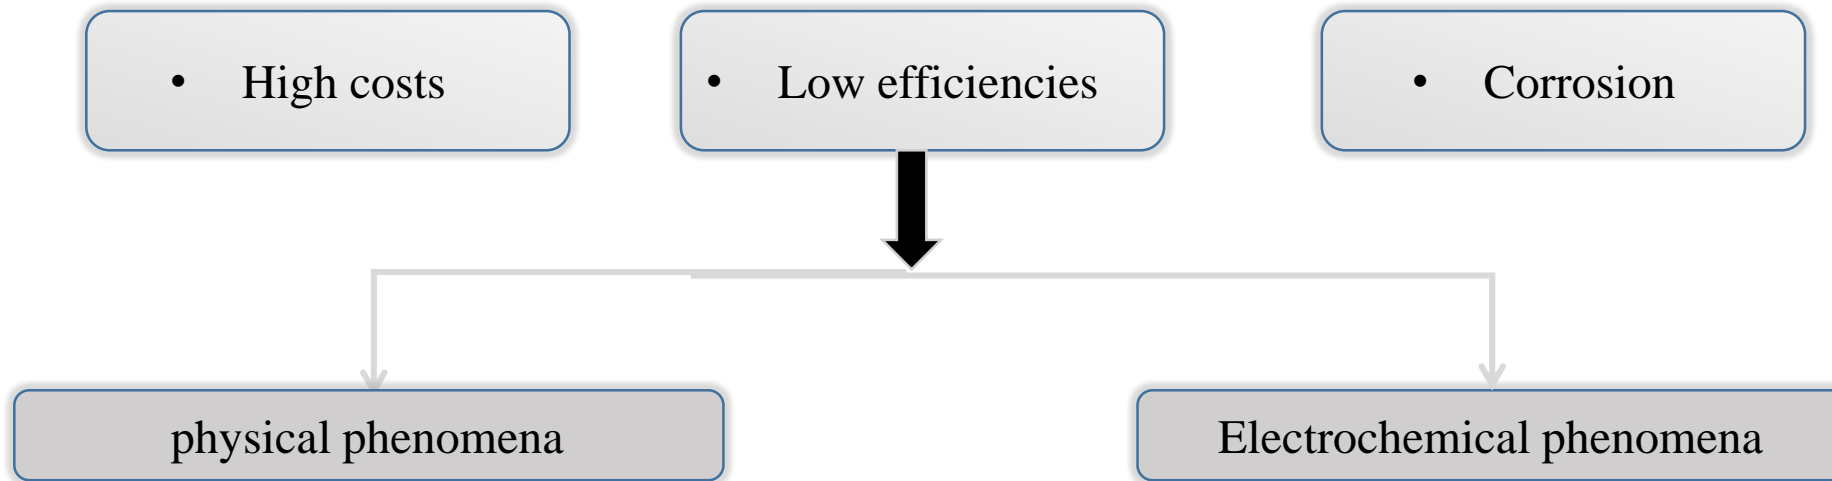 • High costs
• Low efficiencies
• Corrosion
physical phenomena
Electrochemical phenomena